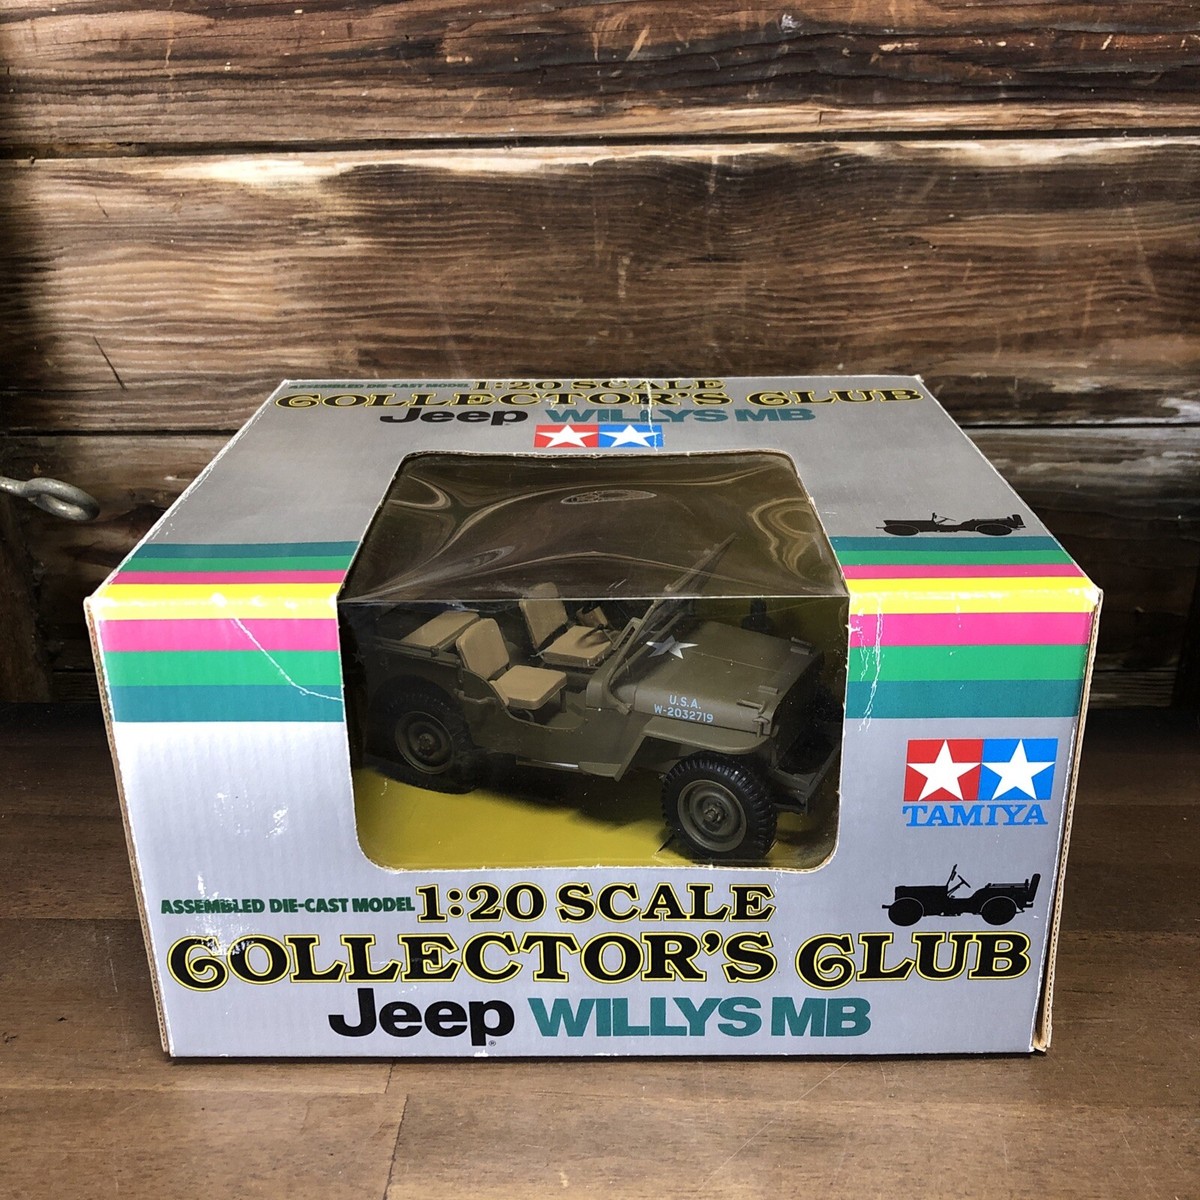 ASSEMBLED DIE-CAST MODEL 1:20 SCALE
COLLECTOR'S CLUB
Jeep WILLYS MB
U.S.A.
W-2032719
TAMIYA
ASSEMBLED DIE-CAST MODEL 1:20 SCALE
COLLECTOR'S CLUB
Jeep® WILLYS MB